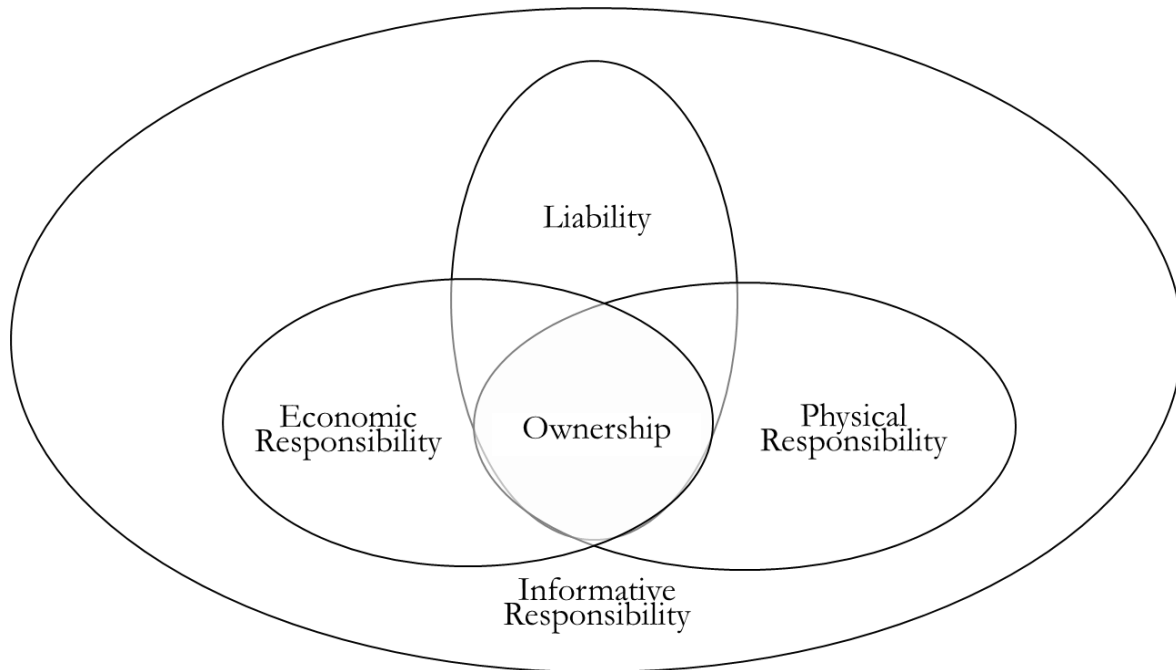 Liability
Economic
Responsibility
Ownership
Physical
Responsibility
Informative
Responsibility